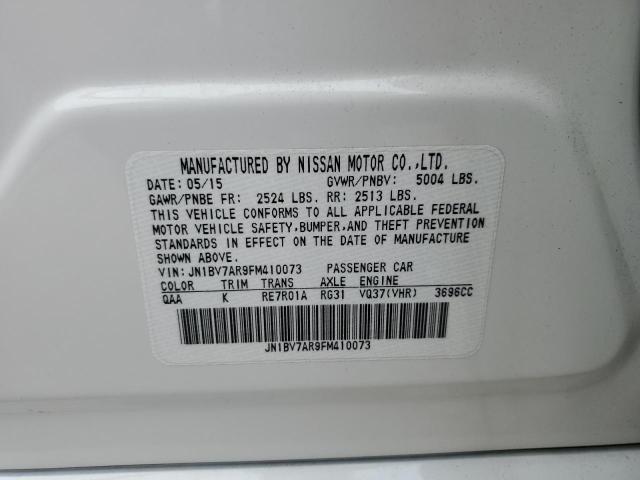 MANUFACTURED BY NISSAN MOTOR CO.,LTD.
DATE: 05/15 GVWR/PNBV: 5004 LBS.
GAWR/PNBE FR: 2524 LBS. RR: 2513 LBS.
THIS VEHICLE CONFORMS TO ALL APPLICABLE FEDERAL
MOTOR VEHICLE SAFETY,BUMPER,AND THEFT PREVENTION
STANDARDS IN EFFECT ON THE DATE OF MANUFACTURE
SHOWN ABOVE.
VIN: JN1BV7AR9FM410073 PASSENGER CAR
COLOR TRIM TRANS AXLE ENGINE
QAA K RE7R01A RG31 VQ37(VHR) 3696CC
JN1BV7AR9FM410073